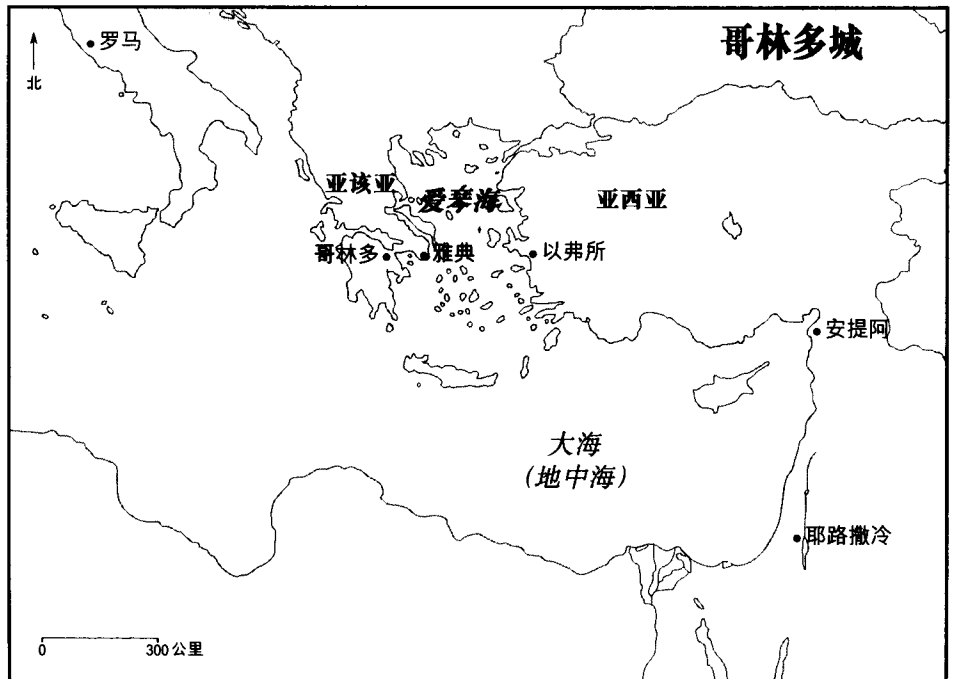 哥林多城
罗马
北
亚该亚
爱琴海
亚西亚
哥林多
雅典
以弗所
安提阿
大海
(地中海)
耶路撒冷
0 300 公里